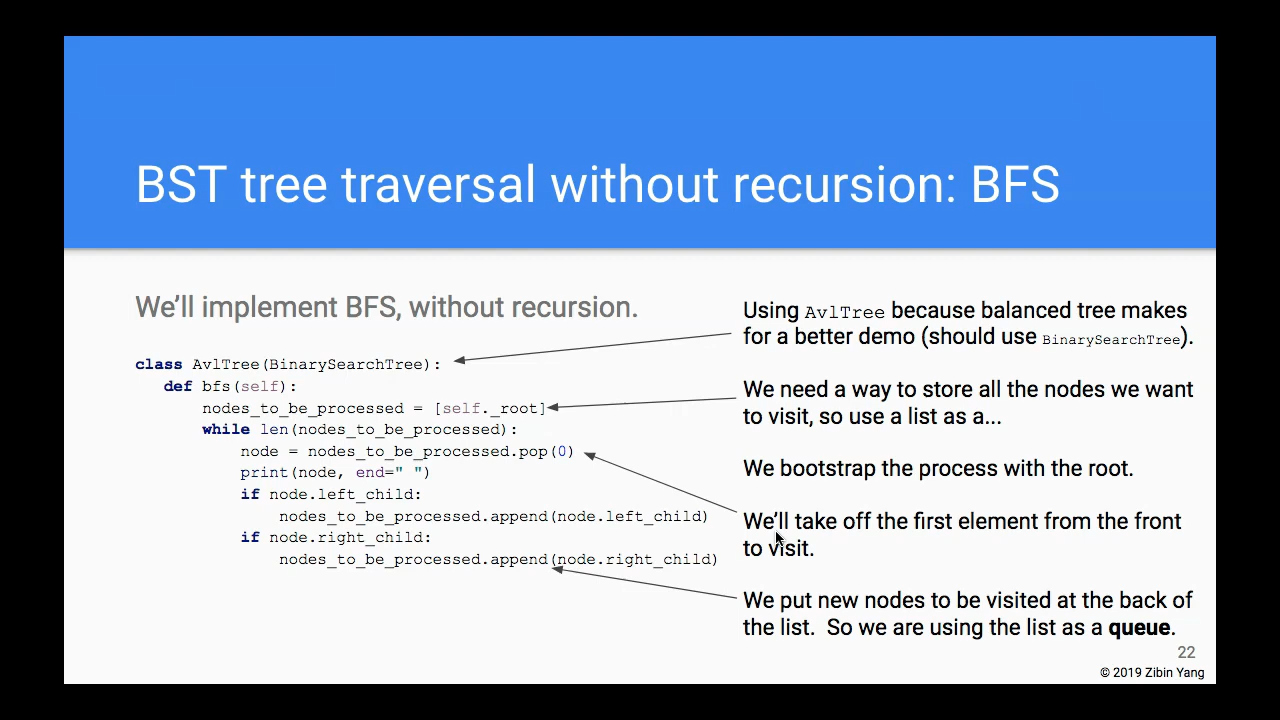 BST tree traversal without recursion: BFS
We'll implement BFS, without recursion.
class AvlTree(BinarySearchTree):
def bfs(self):
nodes_to_be_processed = [self._root]
while len(nodes_to_be_processed):
node = nodes_to_be_processed.pop(0)
print(node, end=" ")
if node.left_child:
nodes_to_be_processed.append(node.left_child)
if node.right_child:
nodes_to_be_processed.append(node.right_child)
Using AvlTree because balanced tree makes
for a better demo (should use BinarySearchTree).
We need a way to store all the nodes we want
to visit, so use a list as a...
We bootstrap the process with the root.
We'll take off the first element from the front
to visit.
We put new nodes to be visited at the back of
the list.  So we are using the list as a queue.
22
© 2019 Zibin Yang